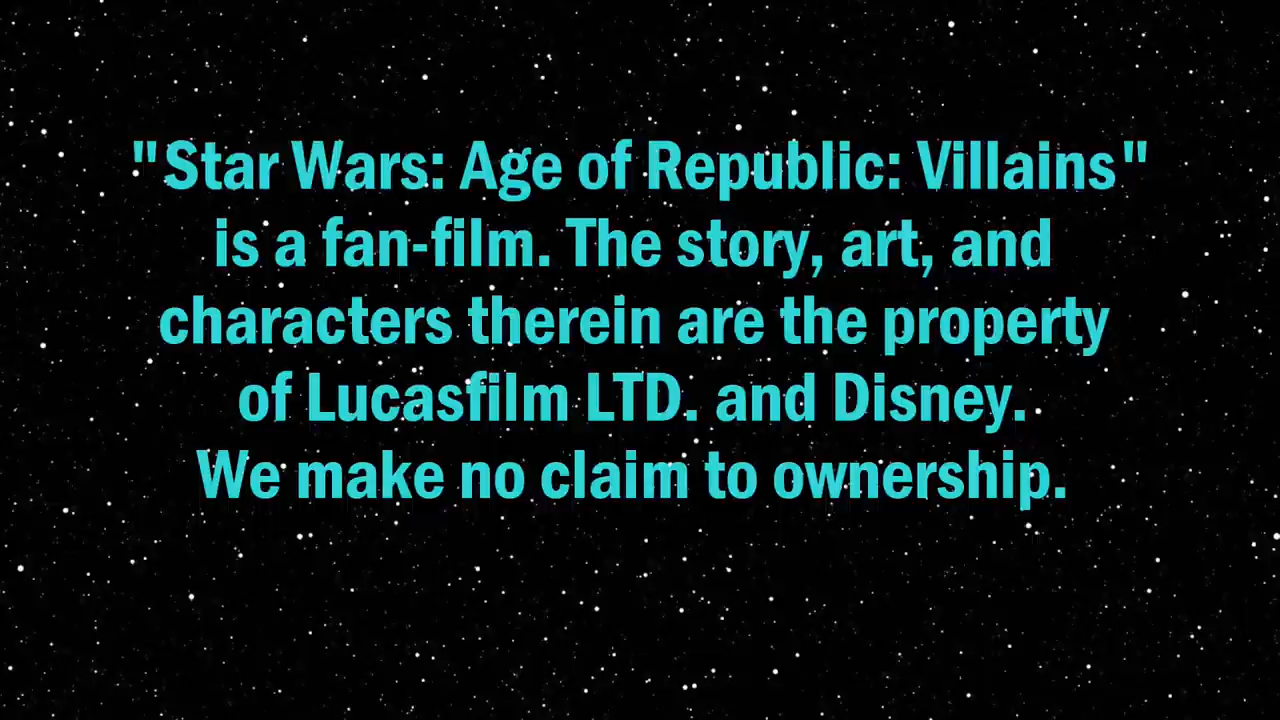 "Star Wars: Age of Republic: Villains"
is a fan-film. The story, art, and
characters therein are the property
of Lucasfilm LTD. and Disney.
We make no claim to ownership.